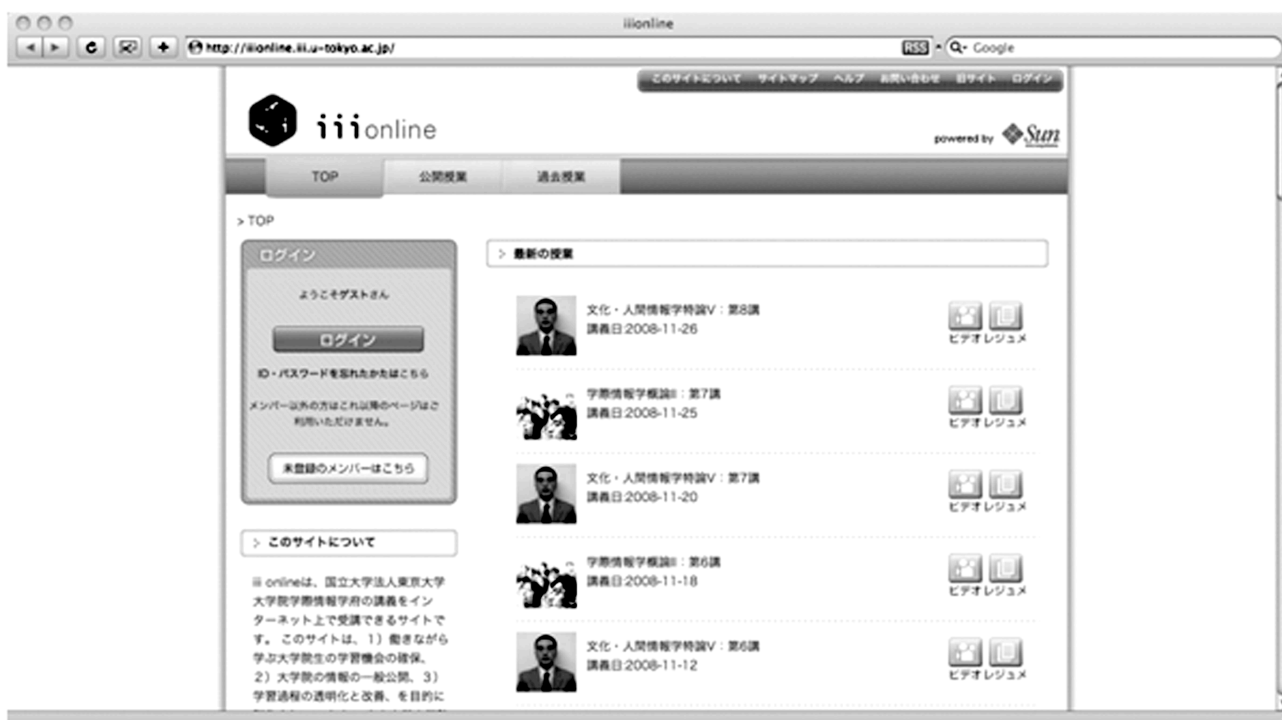 iiionline
http://iiionline.iii.u-tokyo.ac.jp/
RSS
Google
このサイトについて サイトマップ ヘルプ お問い合わせ 旧サイト ログイン
iiionline
powered by Sun
TOP 公開授業 過去授業
> TOP
ログイン
ようこそゲストさん
ログイン
ID・パスワードを忘れたかたはこちら
メンバー以外の方はこれ以降のページはご
利用いただけません。
未登録のメンバーはこちら
> このサイトについて
iii onlineは、国立大学法人東京大学
大学院学際情報学府の講義をイン
ターネット上で受講できるサイトで
す。 このサイトは、1）働きながら
学ぶ大学院生の学習機会の確保、
2）大学院の情報の一般公開、3）
学習過程の透明化と改善、を目的に
> 最新の授業
文化・人間情報学特論V：第8講
講義日:2008-11-26
ビデオ レジュメ
学際情報学概論II：第7講
講義日:2008-11-25
ビデオ レジュメ
文化・人間情報学特論V：第7講
講義日:2008-11-20
ビデオ レジュメ
学際情報学概論II：第6講
講義日:2008-11-18
ビデオ レジュメ
文化・人間情報学特論V：第6講
講義日:2008-11-12
ビデオ レジュメ